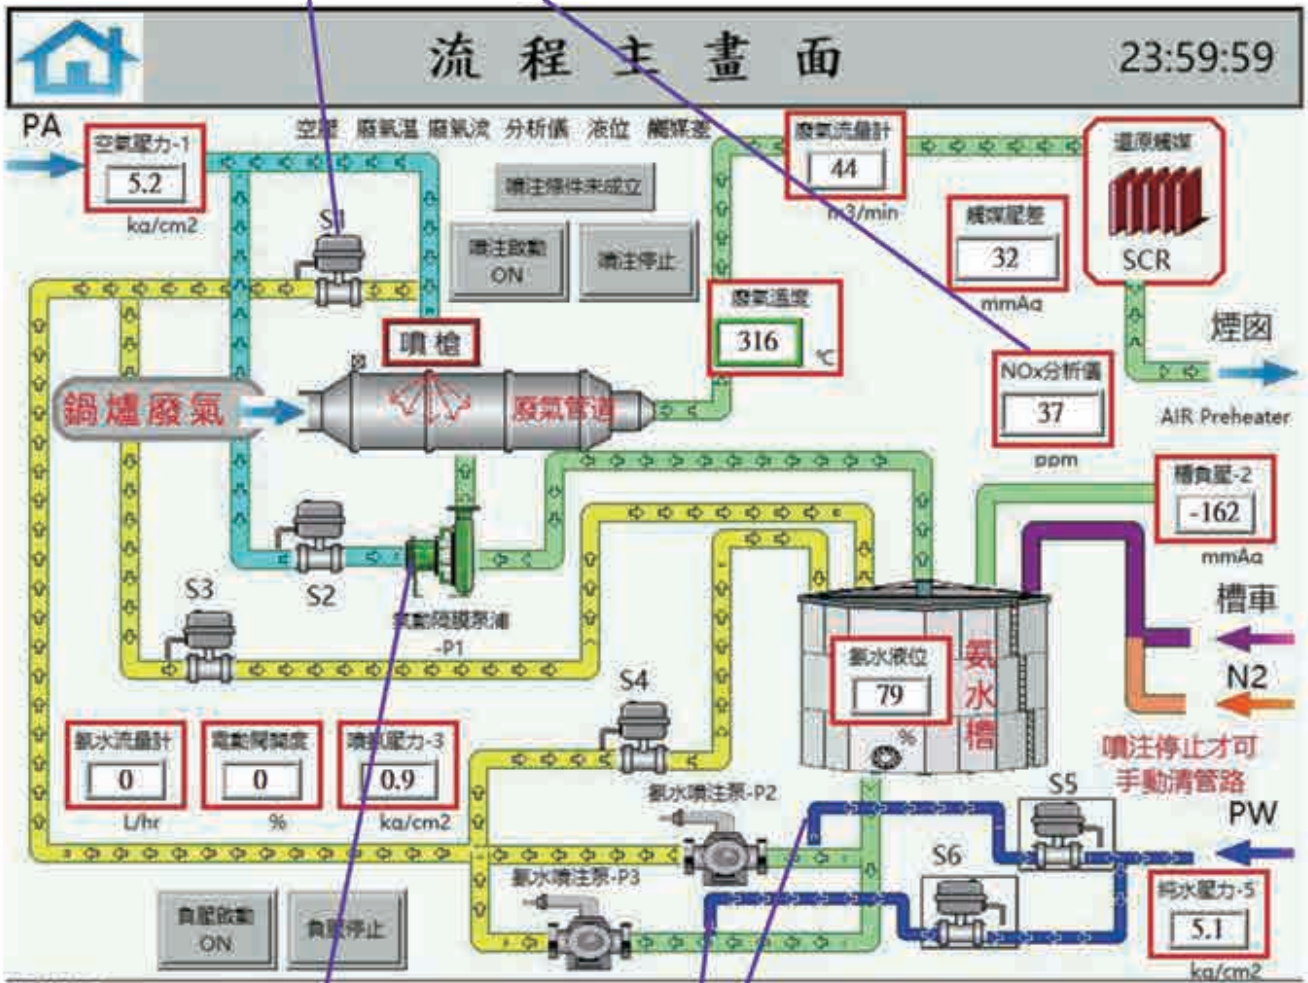 流程主畫面
23:59:59
PA
空氣壓力-1
5.2
kg/cm2
空壓 廢氣溫 廢氣流 分析儀 液位 觸媒差
噴注條件未成立
噴注啟動
ON
噴注停止
廢氣流量計
44
m3/min
還原觸媒
SCR
觸媒壓差
32
mmAq
S1
廢氣溫度
316
℃
噴槍
鍋爐廢氣
廢氣管道
煙囪
NOx分析儀
37
ppm
AIR Preheater
槽負壓-2
-162
mmAq
S2
S3
氣動隔膜泵浦
-P1
槽車
N2
氨水液位
79
%
氨水槽
S4
氨水流量計
0
L/hr
電動閥開度
0
%
噴氨壓力-3
0.9
kg/cm2
噴注停止才可
手動清管路
氨水噴注泵-P2
S5
PW
S6
氨水噴注泵-P3
純水壓力-5
5.1
kg/cm2
負壓啟動
ON
負壓停止